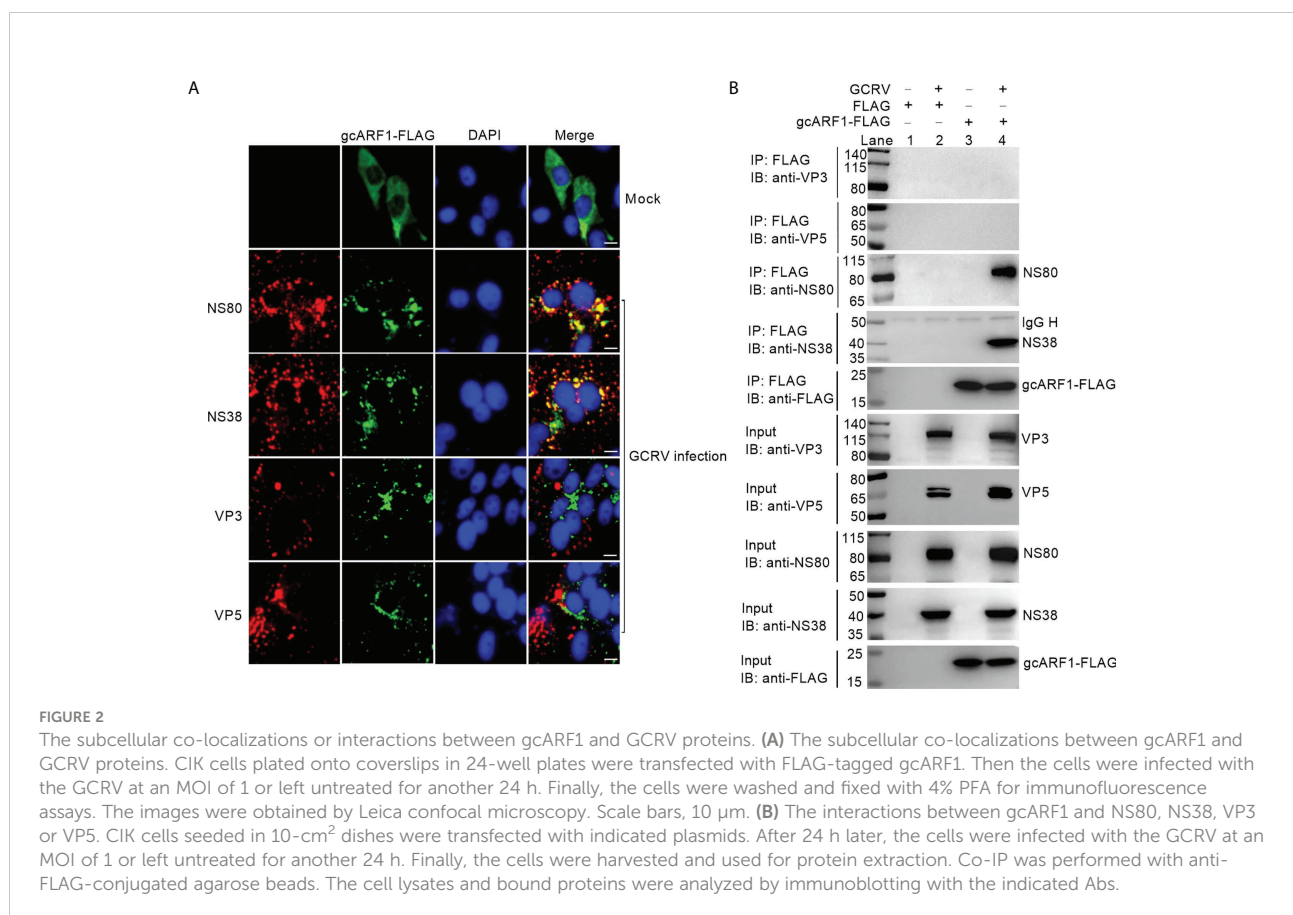 A
gcARF1-FLAG DAPI Merge
Mock
NS80
NS38
GCRV infection
VP3
VP5
B
GCRV – + – +
FLAG + + – –
gcARF1-FLAG – – + +
Lane 1 2 3 4
IP: FLAG
IB: anti-VP3
140
115
80
IP: FLAG
IB: anti-VP5
80
65
50
IP: FLAG
IB: anti-NS80
115
80
65
NS80
IP: FLAG
IB: anti-NS38
50
40
35
IgG H
NS38
IP: FLAG
IB: anti-FLAG
25
15
gcARF1-FLAG
Input
IB: anti-VP3
140
115
80
VP3
Input
IB: anti-VP5
80
65
50
VP5
Input
IB: anti-NS80
115
80
65
NS80
Input
IB: anti-NS38
50
40
35
NS38
Input
IB: anti-FLAG
25
15
gcARF1-FLAG
FIGURE 2
The subcellular co-localizations or interactions between gcARF1 and GCRV proteins. (A) The subcellular co-localizations between gcARF1 and
GCRV proteins. CIK cells plated onto coverslips in 24-well plates were transfected with FLAG-tagged gcARF1. Then the cells were infected with
the GCRV at an MOI of 1 or left untreated for another 24 h. Finally, the cells were washed and fixed with 4% PFA for immunofluorescence
assays. The images were obtained by Leica confocal microscopy. Scale bars, 10 μm. (B) The interactions between gcARF1 and NS80, NS38, VP3
or VP5. CIK cells seeded in 10-cm² dishes were transfected with indicated plasmids. After 24 h later, the cells were infected with the GCRV at an
MOI of 1 or left untreated for another 24 h. Finally, the cells were harvested and used for protein extraction. Co-IP was performed with anti-
FLAG-conjugated agarose beads. The cell lysates and bound proteins were analyzed by immunoblotting with the indicated Abs.